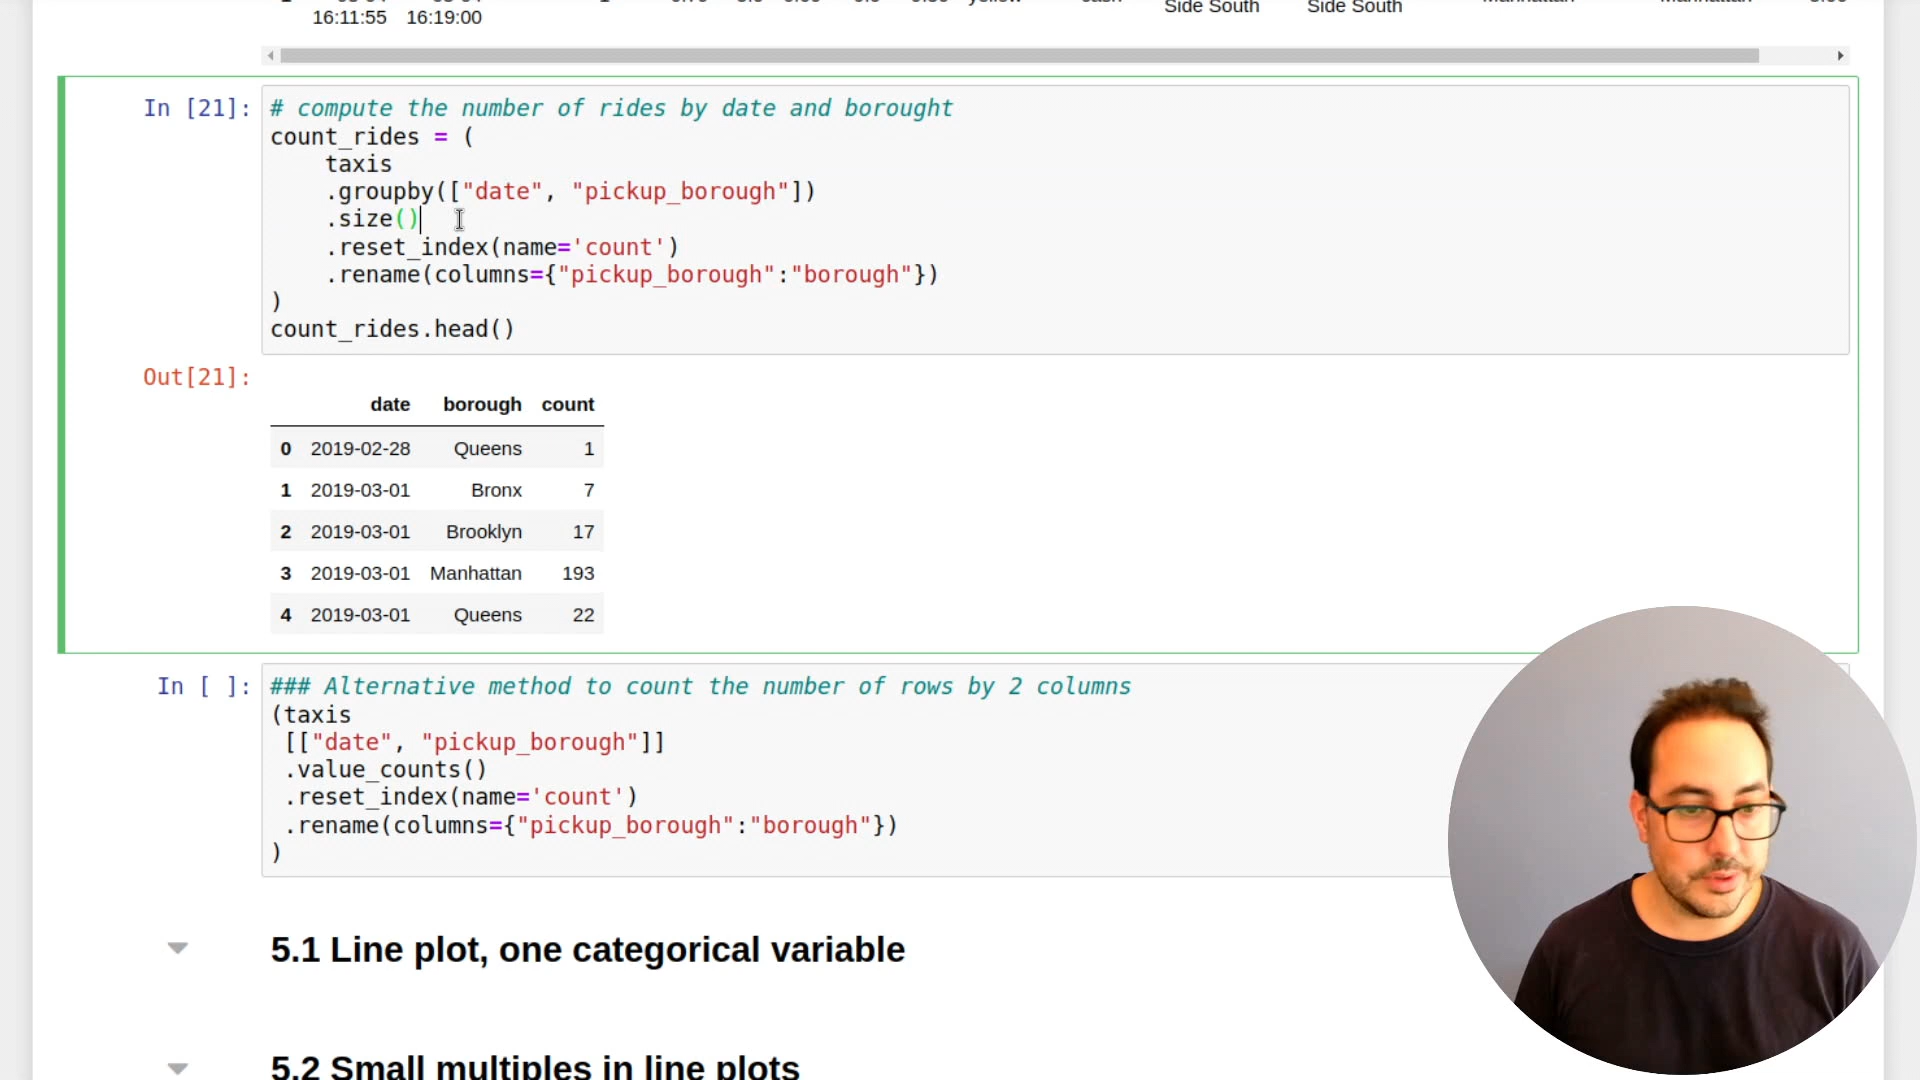 16:11:55 16:19:00
Side South Side South
In [21]: # compute the number of rides by date and borought
count_rides = (
    taxis
    .groupby(["date", "pickup_borough"])
    .size()
    .reset_index(name='count')
    .rename(columns={"pickup_borough":"borough"})
)
count_rides.head()
Out[21]:
date borough count
0 2019-02-28 Queens 1
1 2019-03-01 Bronx 7
2 2019-03-01 Brooklyn 17
3 2019-03-01 Manhattan 193
4 2019-03-01 Queens 22
In [ ]: ### Alternative method to count the number of rows by 2 columns
(taxis
 [["date", "pickup_borough"]]
 .value_counts()
 .reset_index(name='count')
 .rename(columns={"pickup_borough":"borough"})
)
5.1 Line plot, one categorical variable
5.2 Small multiples in line plots